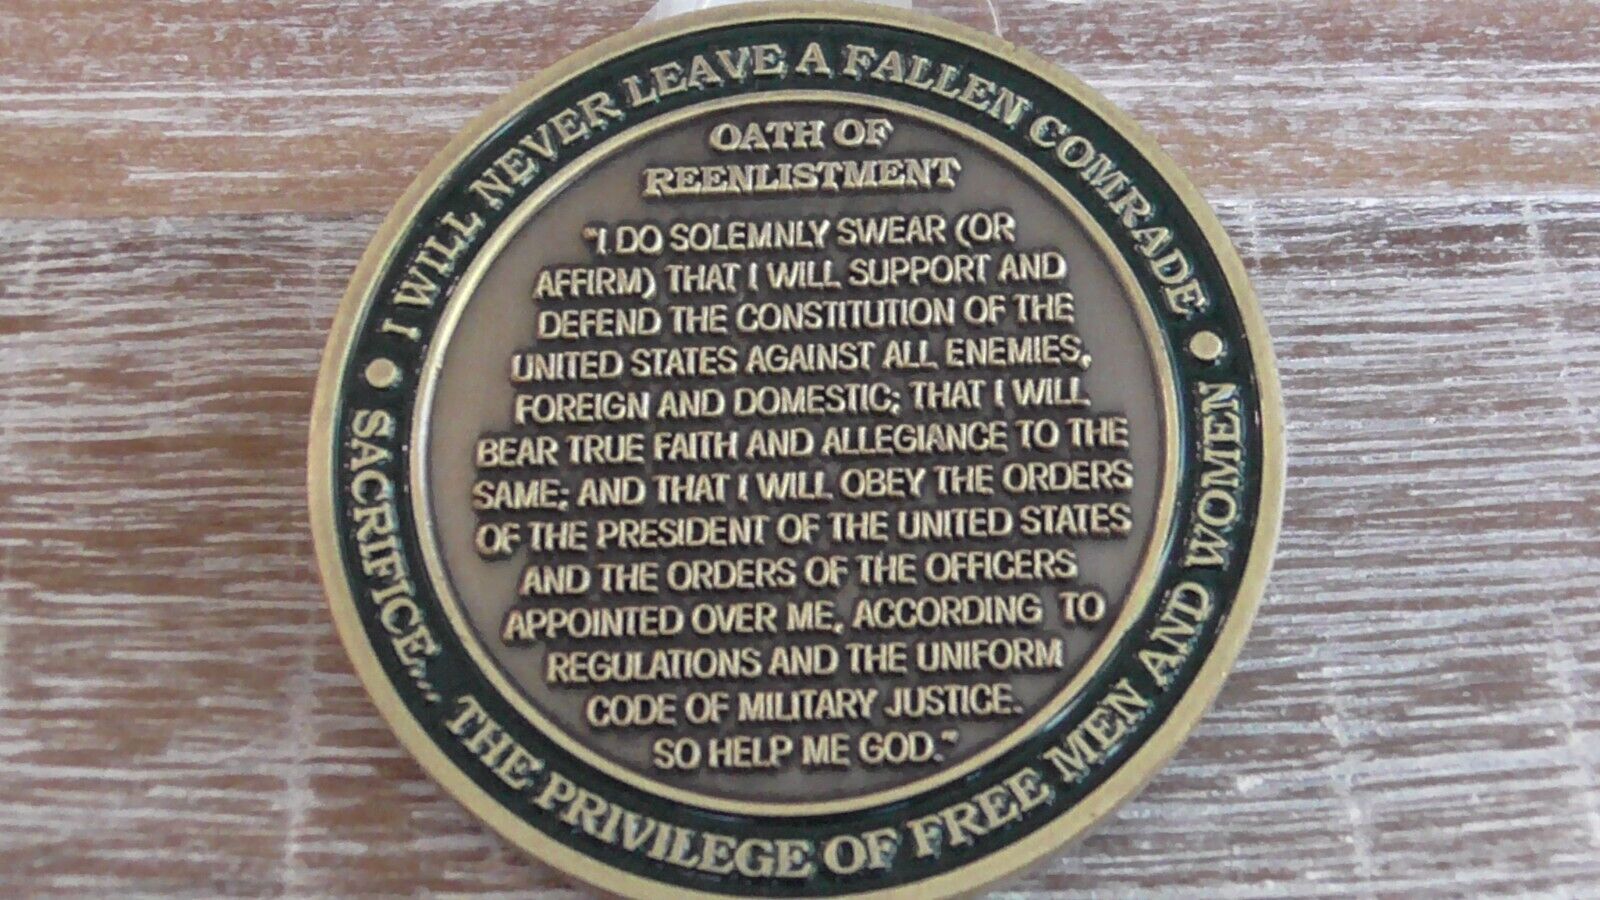 I WILL NEVER LEAVE A FALLEN COMRADE
OATH OF
REENLISTMENT
"I DO SOLEMNLY SWEAR (OR
AFFIRM) THAT I WILL SUPPORT AND
DEFEND THE CONSTITUTION OF THE
UNITED STATES AGAINST ALL ENEMIES,
FOREIGN AND DOMESTIC; THAT I WILL
BEAR TRUE FAITH AND ALLEGIANCE TO THE
SAME; AND THAT I WILL OBEY THE ORDERS
OF THE PRESIDENT OF THE UNITED STATES
AND THE ORDERS OF THE OFFICERS
APPOINTED OVER ME, ACCORDING TO
REGULATIONS AND THE UNIFORM
CODE OF MILITARY JUSTICE.
SO HELP ME GOD."
SACRIFICE... THE PRIVILEGE OF FREE MEN AND WOMEN